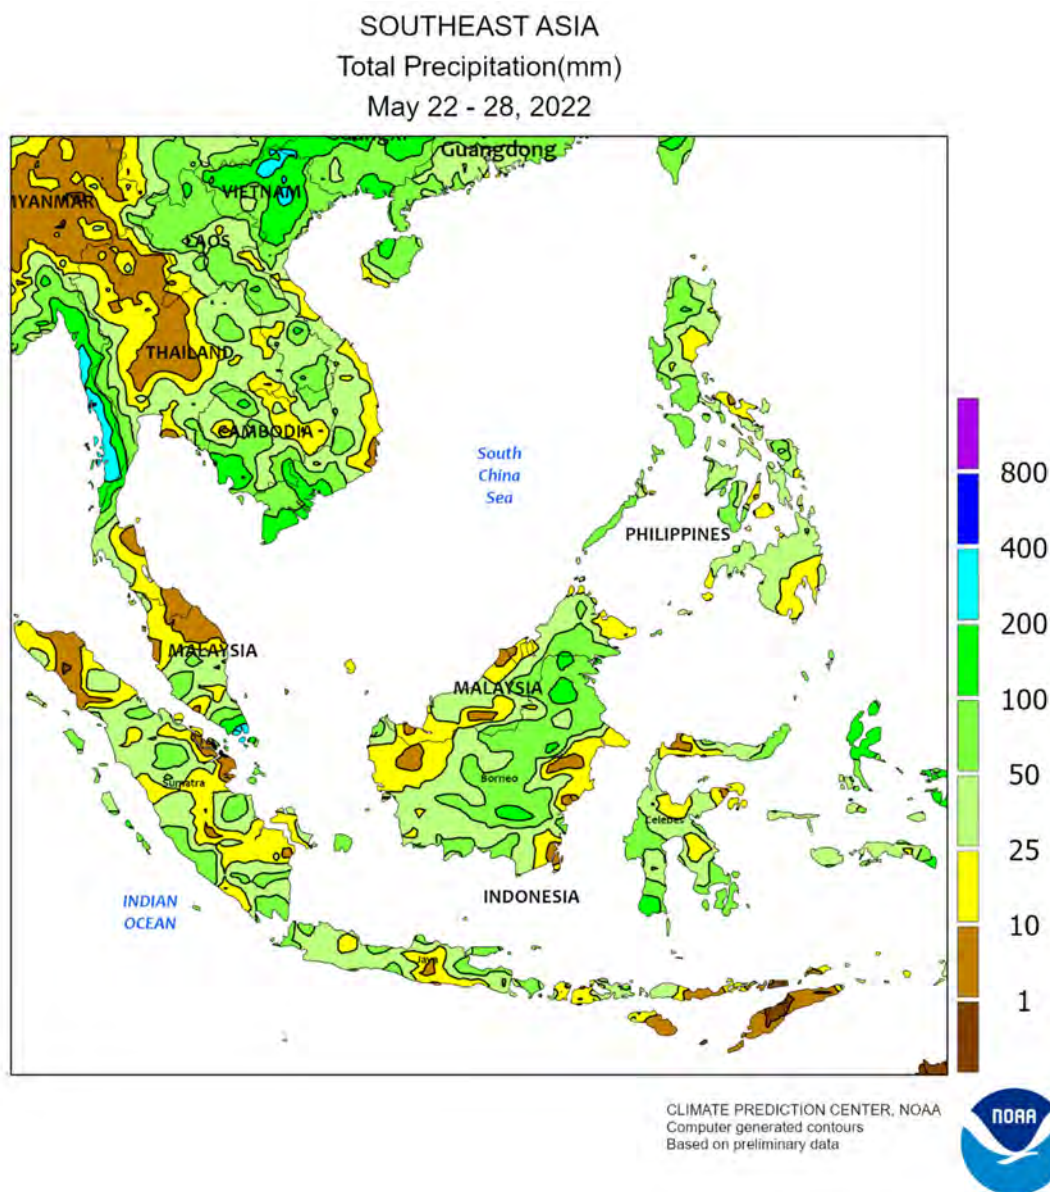 SOUTHEAST ASIA
Total Precipitation(mm)
May 22 - 28, 2022
Guangdong
MYANMAR
VIETNAM
LAOS
THAILAND
CAMBODIA
South
China
Sea
PHILIPPINES
MALAYSIA
MALAYSIA
Sumatra
Borneo
Celebes
INDONESIA
INDIAN
OCEAN
Java
800
400
200
100
50
25
10
1
CLIMATE PREDICTION CENTER, NOAA
Computer generated contours
Based on preliminary data
NOAA